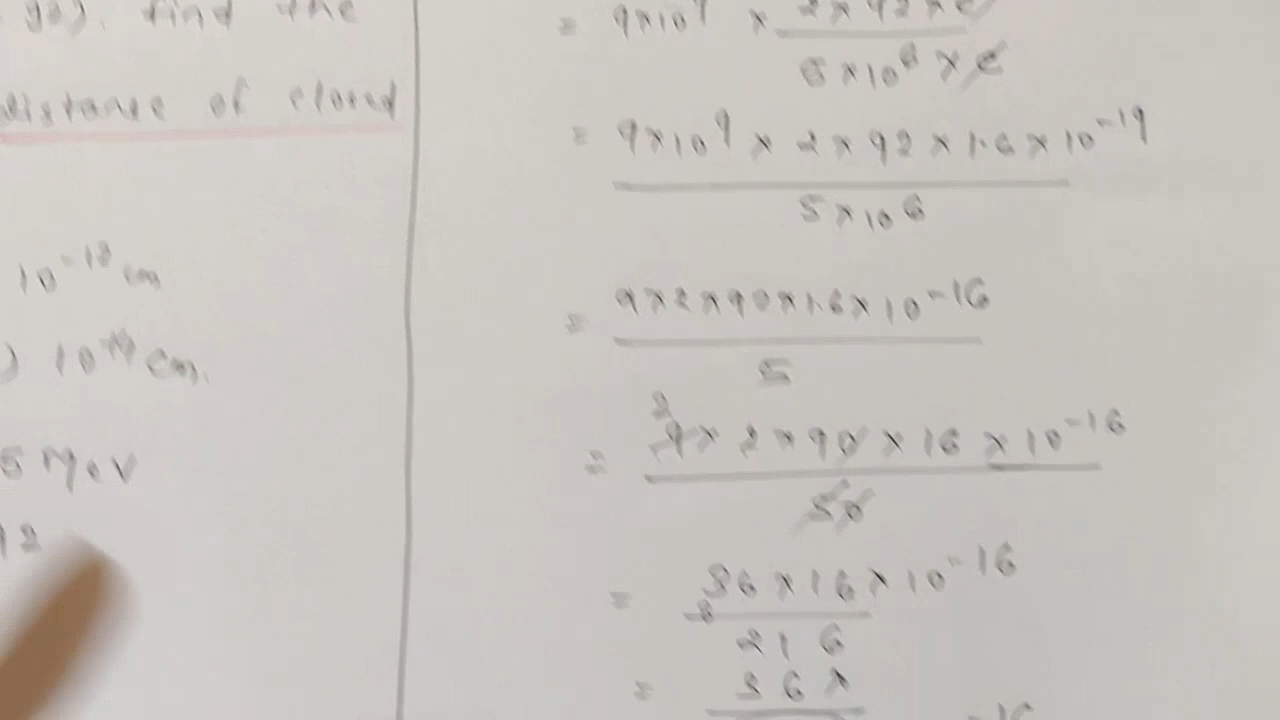 find the
distance of closed
10⁻¹² cm
) 10⁻¹⁴ cm.
5 MeV
92
= 9×10⁹ × 2×92×e
5×10⁶ × e
= 9×10⁹ × 2×92×1.6×10⁻¹⁹
5×10⁶
= 9×2×90×1.6×10⁻¹⁶
5
= 9×2×90×16×10⁻¹⁶
50
= 36×16×10⁻¹⁶
216
= 36×